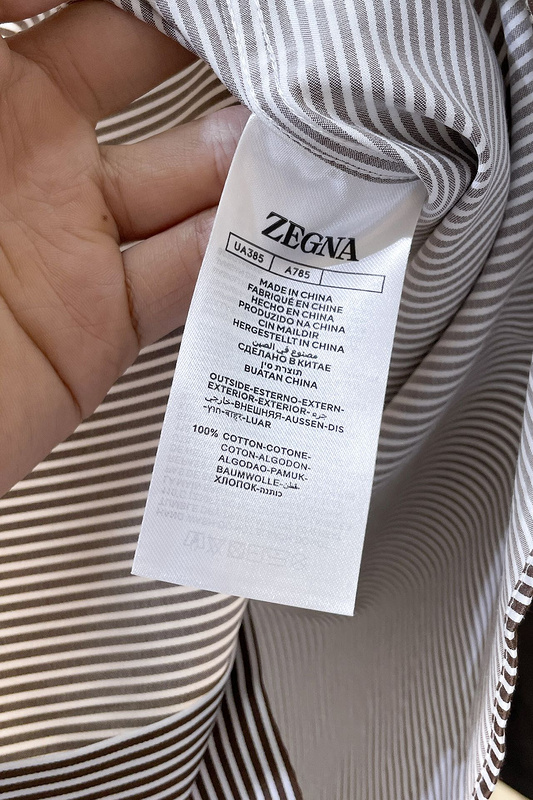 ZEGNA
UA385 A785
MADE IN CHINA
FABRIQUÉ EN CHINE
HECHO EN CHINA
PRODUZIDO NA CHINA
CIN MAILDIR
HERGESTELLT IN CHINA
مصنوع في الصين
СДЕЛАНО В КИТАЕ
תוצרת סין
BUATAN CHINA
OUTSIDE-ESTERNO-EXTERN-
EXTERIOR-EXTERIOR-
خارجي-ВНЕШНЯЯ-AUSSEN-DIS
-חוץ-बाहर-LUAR
100% COTTON-COTONE-
COTON-ALGODON-
ALGODAO-PAMUK-
BAUMWOLLE-قطن-
ХЛОПОК-כותנה